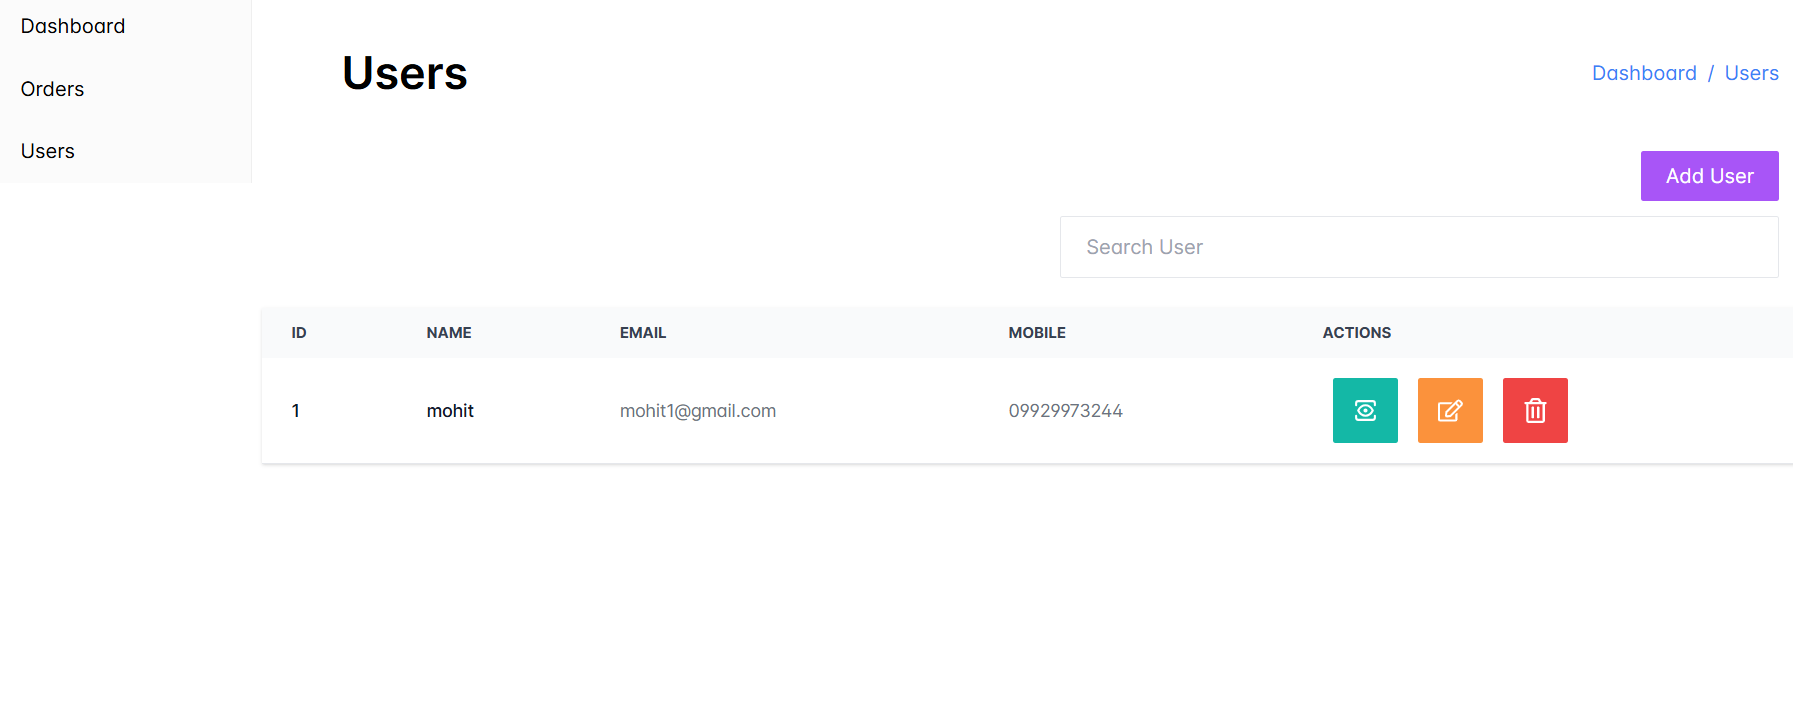 Dashboard
Orders
Users
Users
Dashboard / Users
Add User
Search User
ID NAME EMAIL MOBILE ACTIONS
1 mohit mohit1@gmail.com 09929973244